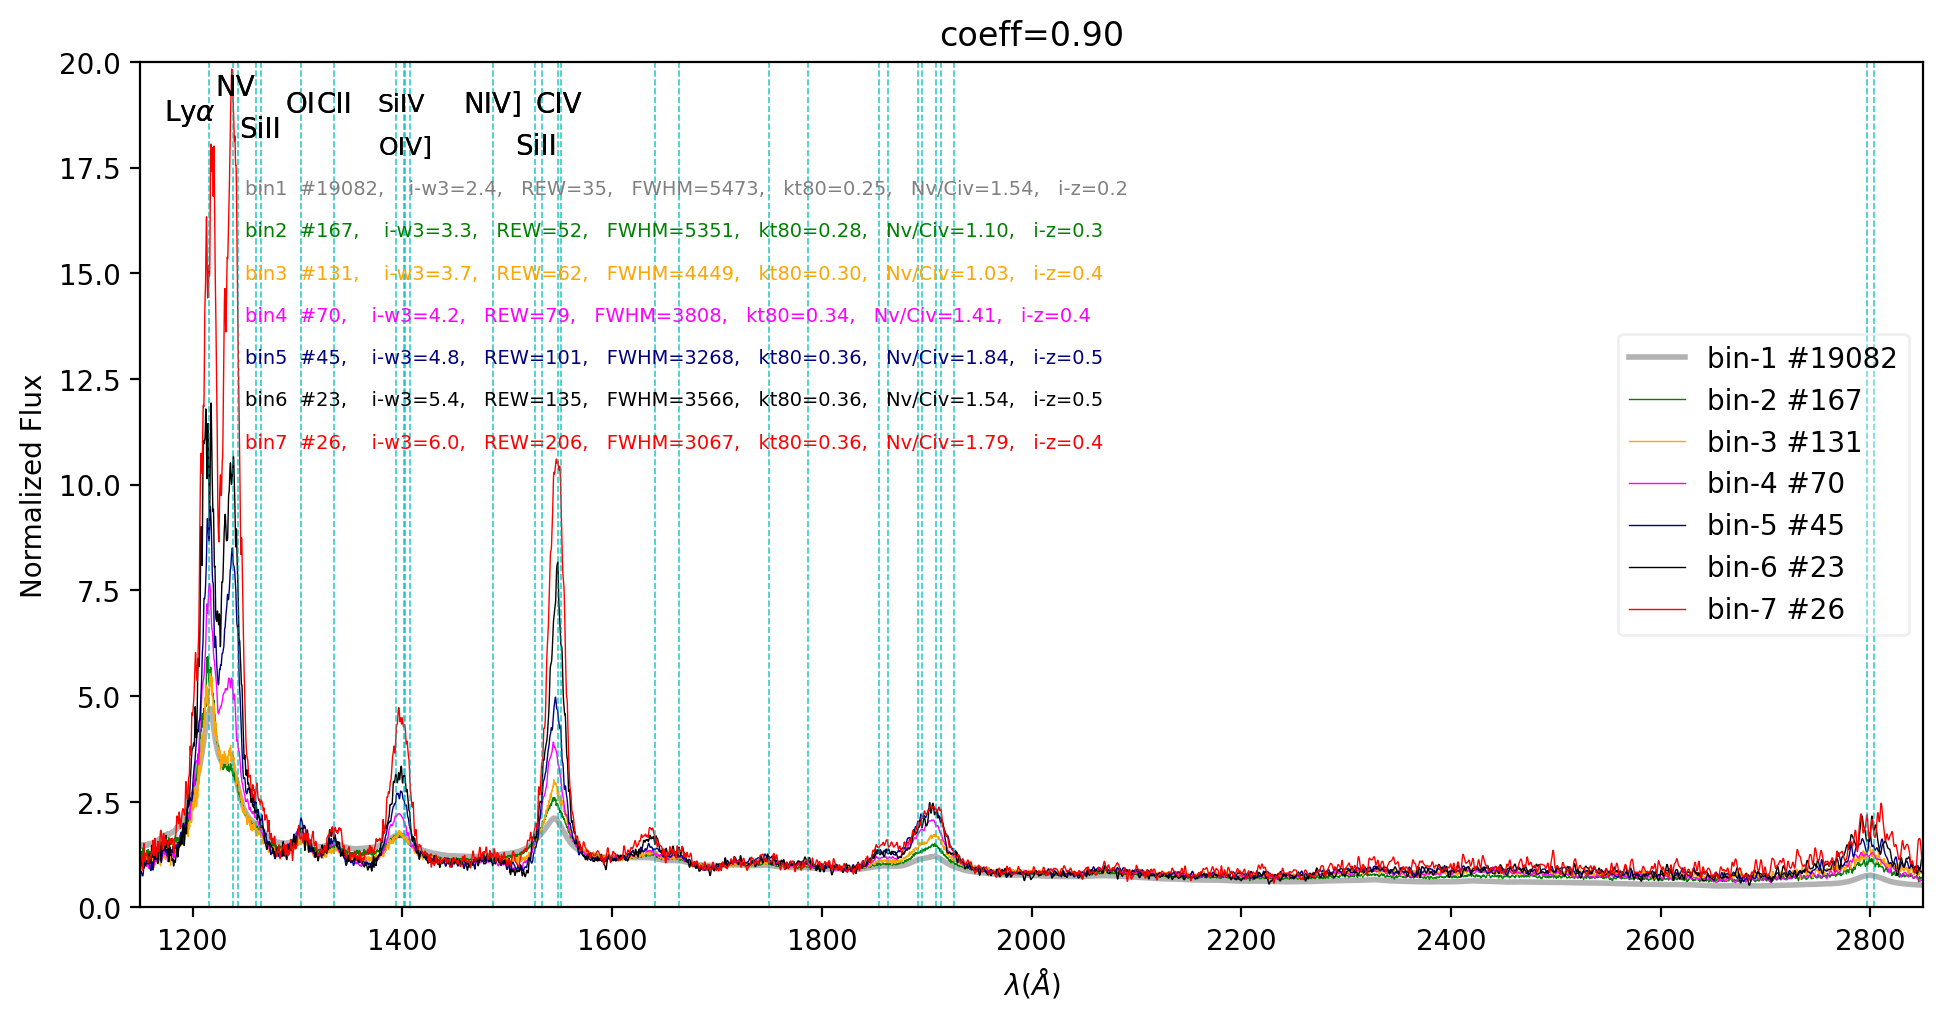 coeff=0.90
Normalized Flux
20.0
17.5
15.0
12.5
10.0
7.5
5.0
2.5
0.0
NV
Lyα
SiII
OI
CII
SiIV
OIV]
NIV]
CIV
SiII
bin1 #19082, i-w3=2.4, REW=35, FWHM=5473, kt80=0.25, Nv/Civ=1.54, i-z=0.2
bin2 #167, i-w3=3.3, REW=52, FWHM=5351, kt80=0.28, Nv/Civ=1.10, i-z=0.3
bin3 #131, i-w3=3.7, REW=62, FWHM=4449, kt80=0.30, Nv/Civ=1.03, i-z=0.4
bin4 #70, i-w3=4.2, REW=79, FWHM=3808, kt80=0.34, Nv/Civ=1.41, i-z=0.4
bin5 #45, i-w3=4.8, REW=101, FWHM=3268, kt80=0.36, Nv/Civ=1.84, i-z=0.5
bin6 #23, i-w3=5.4, REW=135, FWHM=3566, kt80=0.36, Nv/Civ=1.54, i-z=0.5
bin7 #26, i-w3=6.0, REW=206, FWHM=3067, kt80=0.36, Nv/Civ=1.79, i-z=0.4
bin-1 #19082
bin-2 #167
bin-3 #131
bin-4 #70
bin-5 #45
bin-6 #23
bin-7 #26
1200 1400 1600 1800 2000 2200 2400 2600 2800
λ(Å)